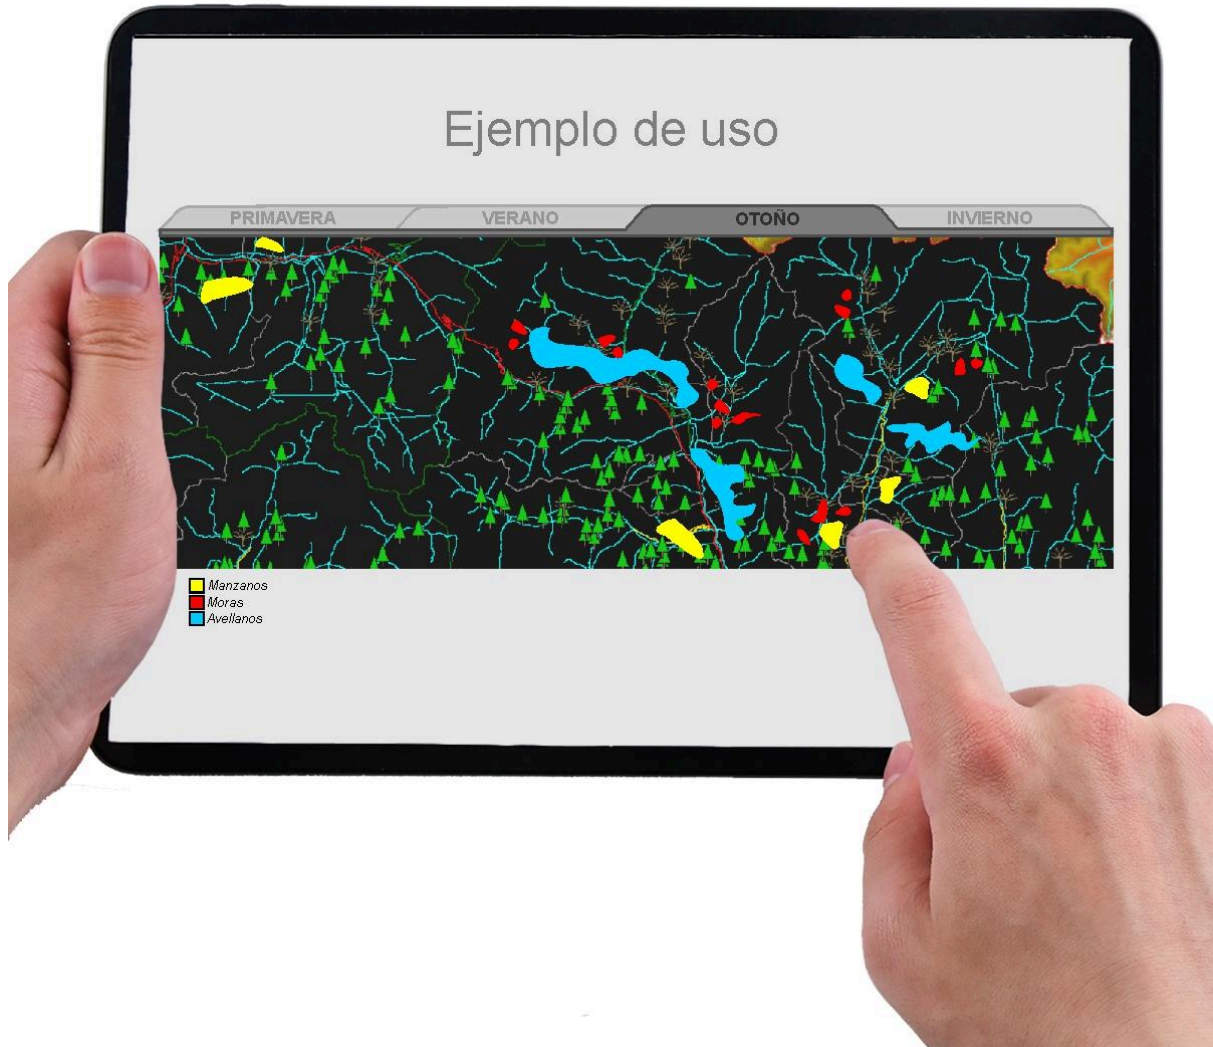 Ejemplo de uso
PRIMAVERA VERANO OTOÑO INVIERNO
Manzanos
Moras
Avellanos